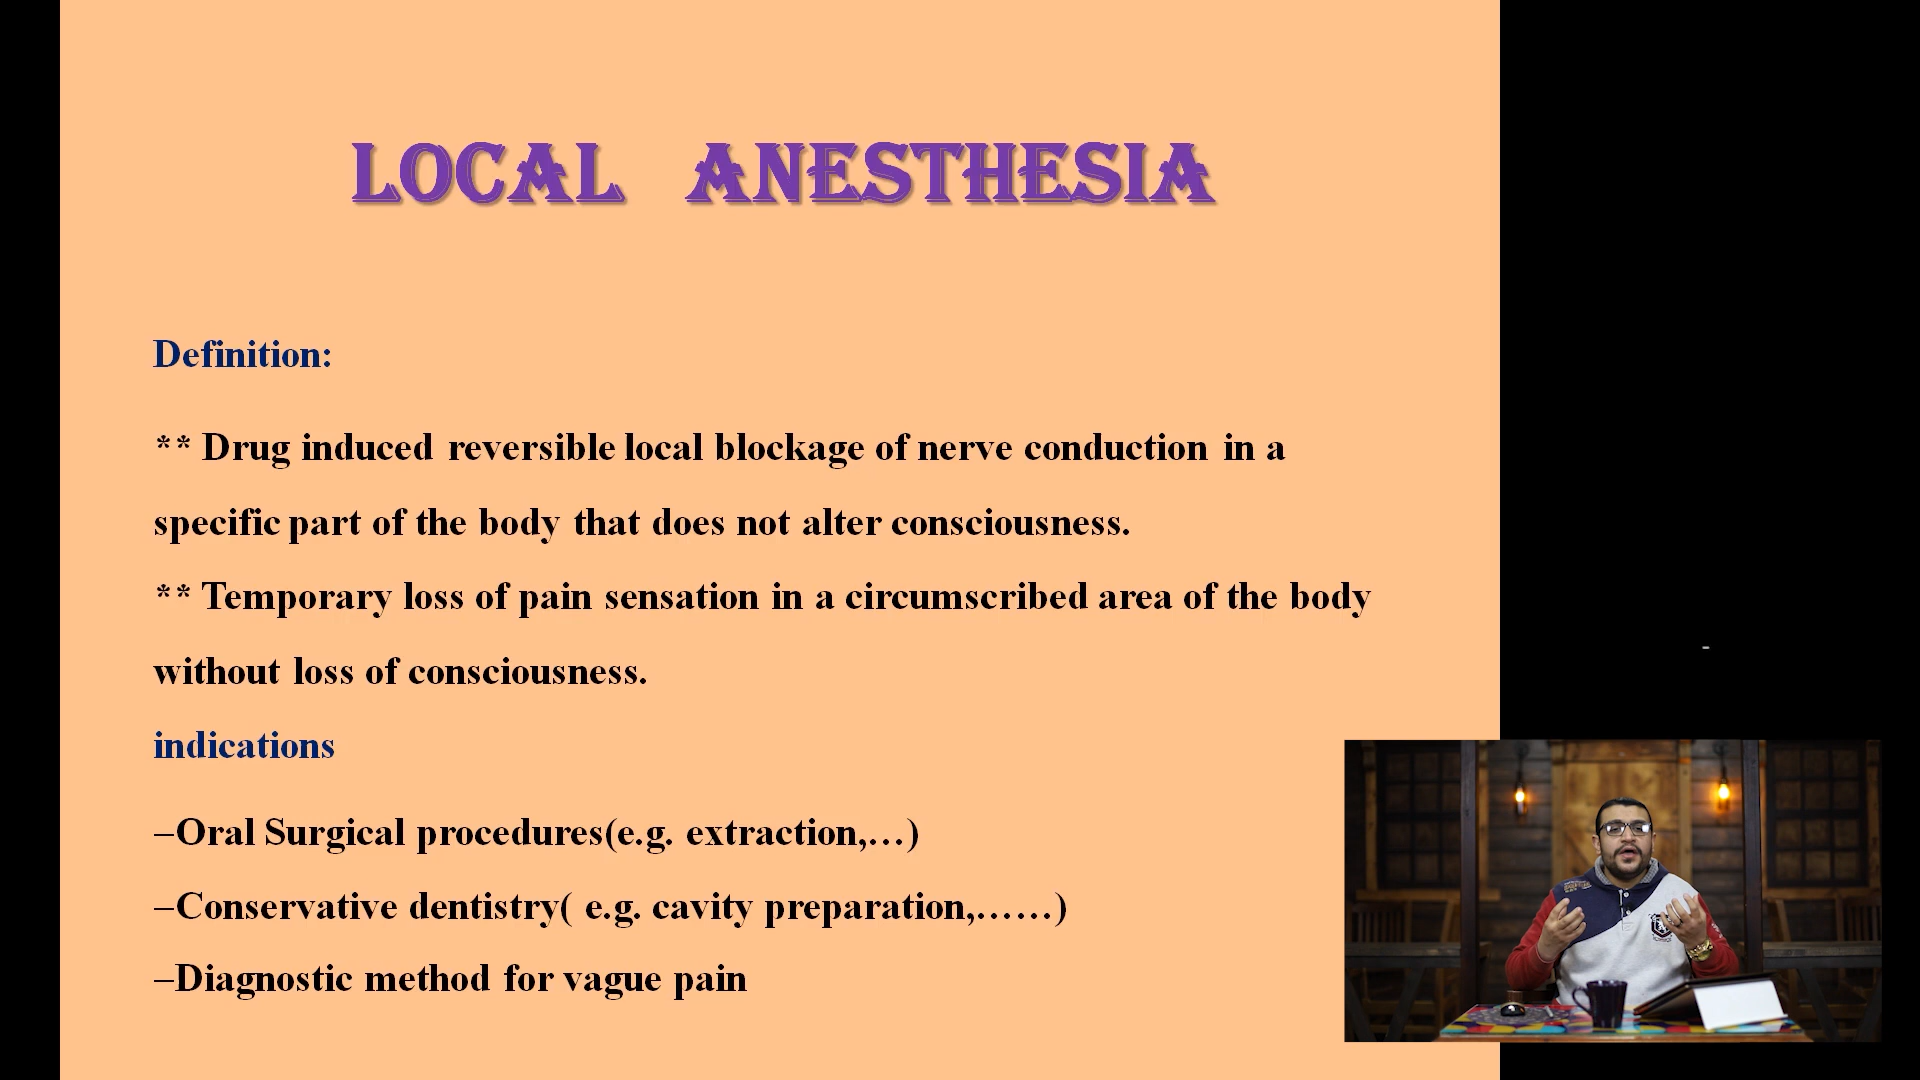 LOCAL ANESTHESIA
Definition:
** Drug induced reversible local blockage of nerve conduction in a
specific part of the body that does not alter consciousness.
** Temporary loss of pain sensation in a circumscribed area of the body
without loss of consciousness.
indications
–Oral Surgical procedures(e.g. extraction,…)
–Conservative dentistry( e.g. cavity preparation,……)
–Diagnostic method for vague pain